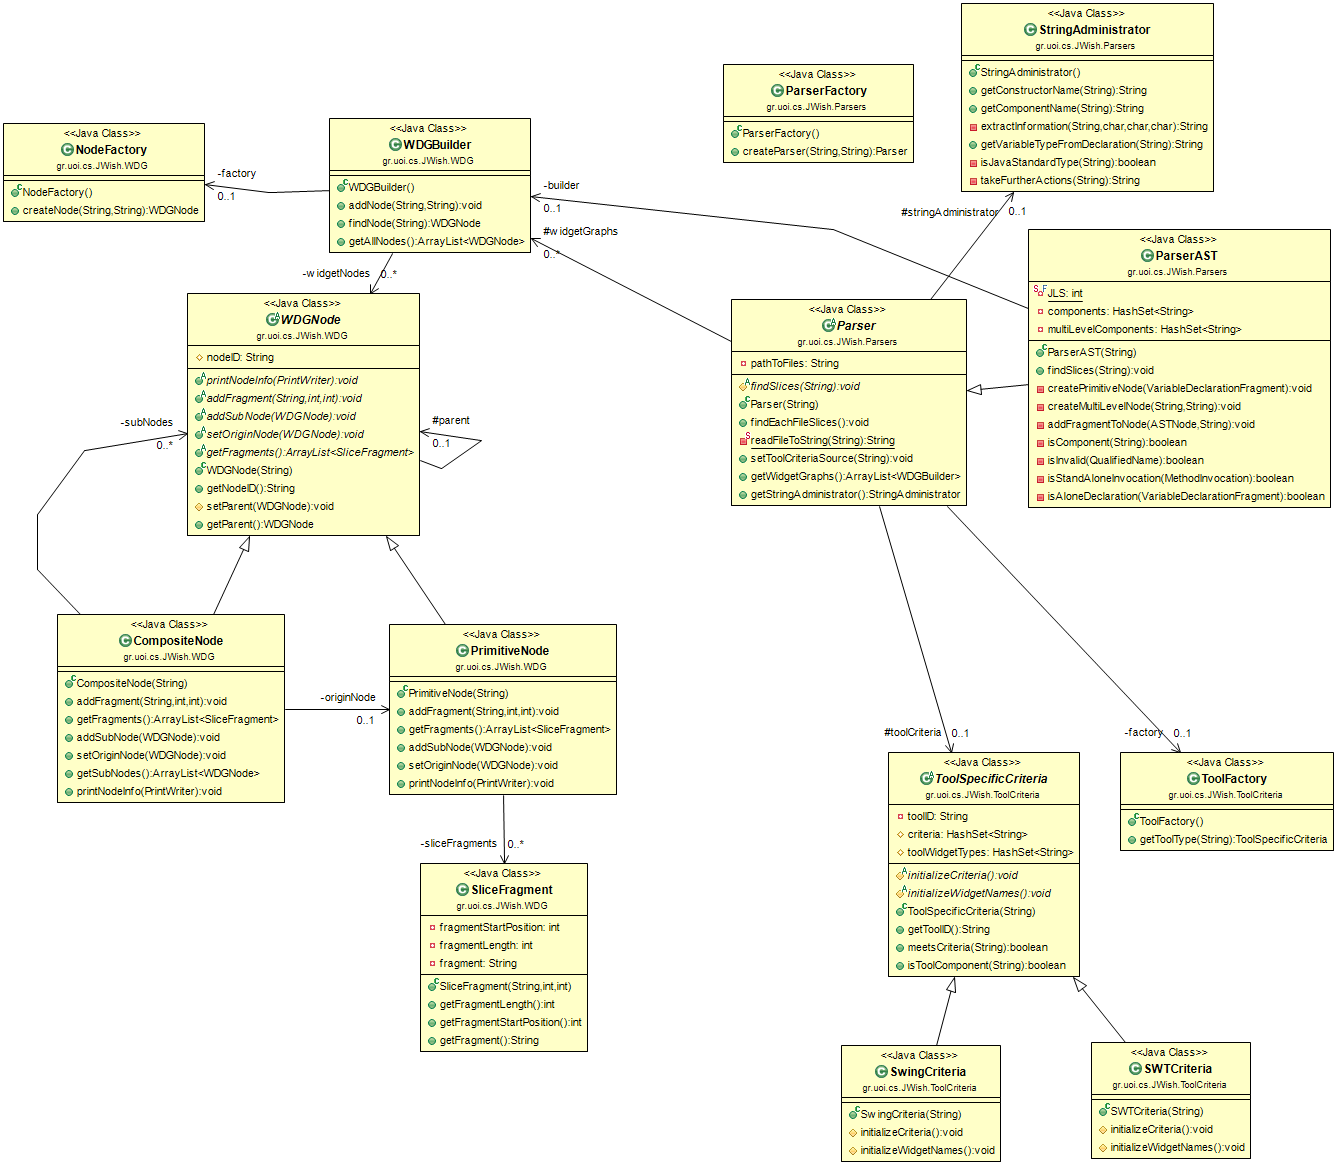 <<Java Class>>
StringAdministrator
gr.uoi.cs.JWish.Parsers
StringAdministrator()
getConstructorName(String):String
getComponentName(String):String
extractInformation(String,char,char,char):String
getVariableTypeFromDeclaration(String):String
isJavaStandardType(String):boolean
takeFurtherActions(String):String
<<Java Class>>
ParserFactory
gr.uoi.cs.JWish.Parsers
ParserFactory()
createParser(String,String):Parser
<<Java Class>>
NodeFactory
gr.uoi.cs.JWish.WDG
NodeFactory()
createNode(String,String):WDGNode
-factory
0..1
<<Java Class>>
WDGBuilder
gr.uoi.cs.JWish.WDG
WDGBuilder()
addNode(String,String):void
findNode(String):WDGNode
getAllNodes():ArrayList<WDGNode>
-builder
0..1
#widgetGraphs
0..*
#stringAdministrator
0..1
<<Java Class>>
ParserAST
gr.uoi.cs.JWish.Parsers
JLS: int
components: HashSet<String>
multiLevelComponents: HashSet<String>
ParserAST(String)
findSlices(String):void
createPrimitiveNode(VariableDeclarationFragment):void
createMultiLevelNode(String,String):void
addFragmentToNode(ASTNode,String):void
isComponent(String):boolean
isInvalid(QualifiedName):boolean
isStandAloneInvocation(MethodInvocation):boolean
isAloneDeclaration(VariableDeclarationFragment):boolean
-widgetNodes
0..*
<<Java Class>>
WDGNode
gr.uoi.cs.JWish.WDG
nodeID: String
printNodeInfo(PrintWriter):void
addFragment(String,int,int):void
addSubNode(WDGNode):void
setOriginNode(WDGNode):void
getFragments():ArrayList<SliceFragment>
WDGNode(String)
getNodeID():String
setParent(WDGNode):void
getParent():WDGNode
-subNodes
0..*
#parent
0..1
<<Java Class>>
Parser
gr.uoi.cs.JWish.Parsers
pathToFiles: String
findSlices(String):void
Parser(String)
findEachFileSlices():void
readFileToString(String):String
setToolCriteriaSource(String):void
getWidgetGraphs():ArrayList<WDGBuilder>
getStringAdministrator():StringAdministrator
<<Java Class>>
CompositeNode
gr.uoi.cs.JWish.WDG
CompositeNode(String)
addFragment(String,int,int):void
getFragments():ArrayList<SliceFragment>
addSubNode(WDGNode):void
setOriginNode(WDGNode):void
getSubNodes():ArrayList<WDGNode>
printNodeInfo(PrintWriter):void
-originNode
0..1
<<Java Class>>
PrimitiveNode
gr.uoi.cs.JWish.WDG
PrimitiveNode(String)
addFragment(String,int,int):void
getFragments():ArrayList<SliceFragment>
addSubNode(WDGNode):void
setOriginNode(WDGNode):void
printNodeInfo(PrintWriter):void
-sliceFragments
0..*
<<Java Class>>
SliceFragment
gr.uoi.cs.JWish.WDG
fragmentStartPosition: int
fragmentLength: int
fragment: String
SliceFragment(String,int,int)
getFragmentLength():int
getFragmentStartPosition():int
getFragment():String
#toolCriteria
0..1
-factory
0..1
<<Java Class>>
ToolSpecificCriteria
gr.uoi.cs.JWish.ToolCriteria
toolID: String
criteria: HashSet<String>
toolWidgetTypes: HashSet<String>
initializeCriteria():void
initializeWidgetNames():void
ToolSpecificCriteria(String)
getToolID():String
meetsCriteria(String):boolean
isToolComponent(String):boolean
<<Java Class>>
ToolFactory
gr.uoi.cs.JWish.ToolCriteria
ToolFactory()
getToolType(String):ToolSpecificCriteria
<<Java Class>>
SwingCriteria
gr.uoi.cs.JWish.ToolCriteria
SwingCriteria(String)
initializeCriteria():void
initializeWidgetNames():void
<<Java Class>>
SWTCriteria
gr.uoi.cs.JWish.ToolCriteria
SWTCriteria(String)
initializeCriteria():void
initializeWidgetNames():void